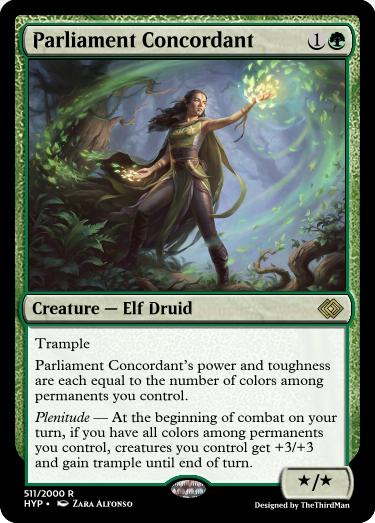 Parliament Concordant 1
Creature — Elf Druid
Trample
Parliament Concordant's power and toughness
are each equal to the number of colors among
permanents you control.
Plenitude — At the beginning of combat on your
turn, if you have all colors among permanents
you control, creatures you control get +3/+3
and gain trample until end of turn.
★/★
511/2000 R
HYP • Zara Alfonso
Designed by TheThirdMan